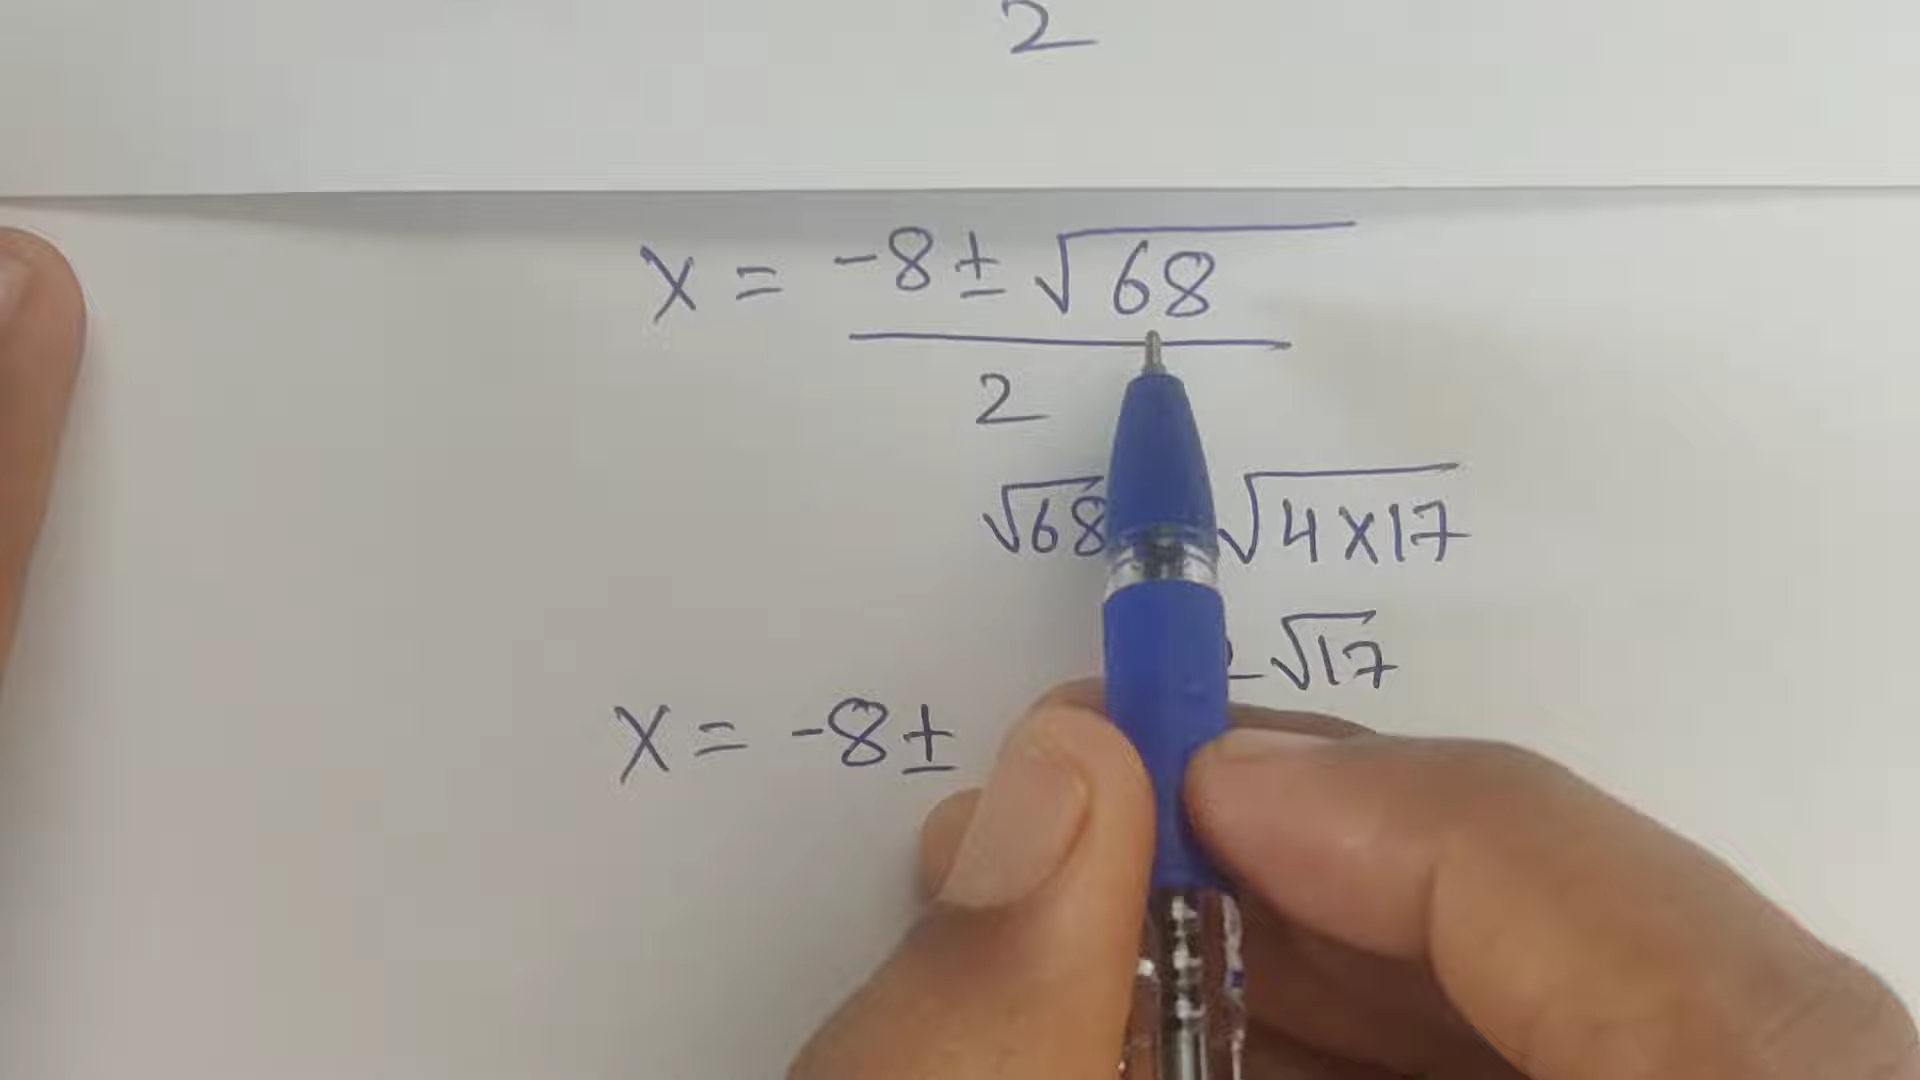 2
x = -8 ± √68
2
√68 √4x17
√17
x = -8 ±